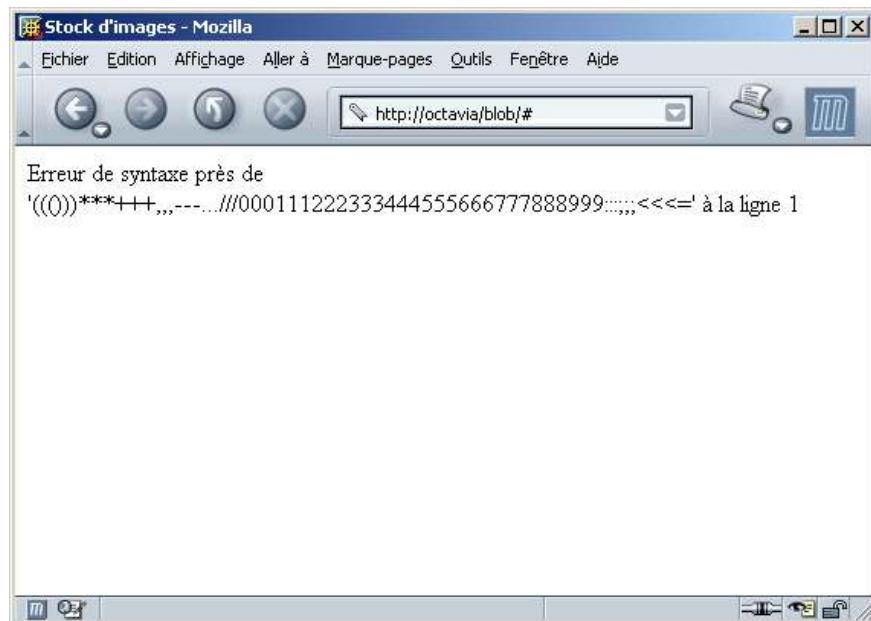 Stock d'images - Mozilla
Fichier Edition Affichage Aller à Marque-pages Outils Fenêtre Aide
http://octavia/blob/#
Erreur de syntaxe près de
'((()))***+++,,,---...///000111222333444555666777888999:::;;;<<<=' à la ligne 1